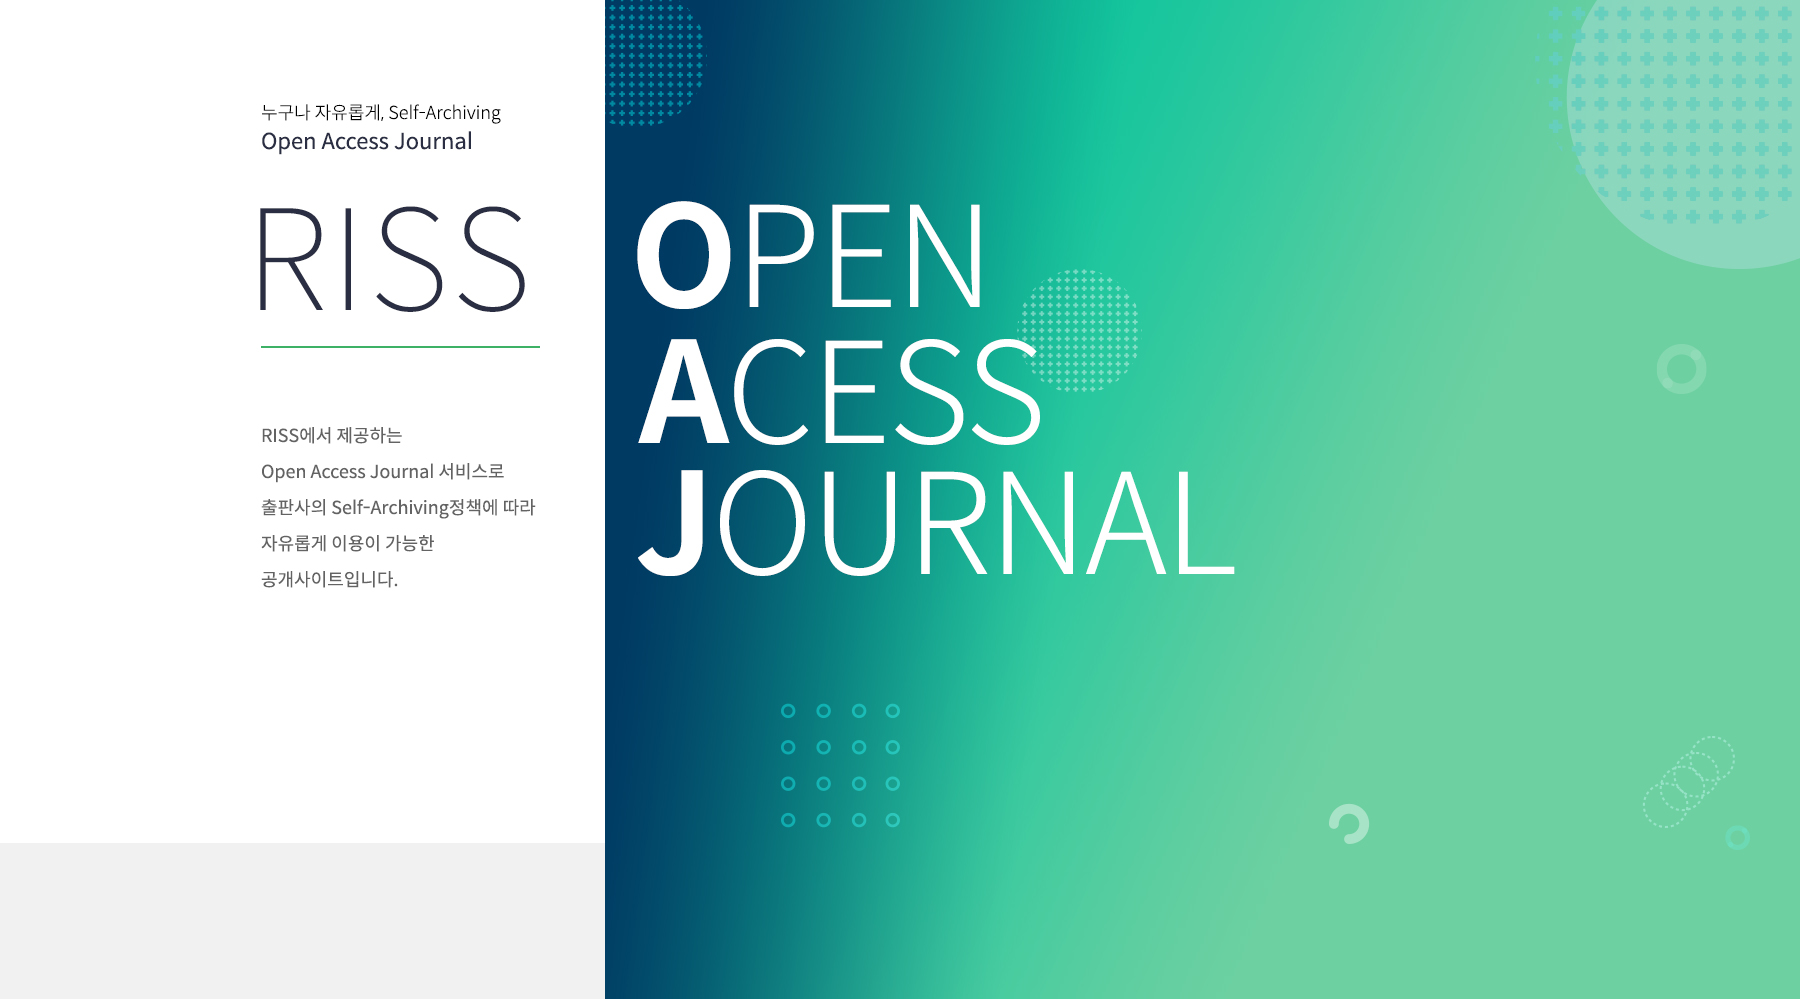 누구나 자유롭게, Self-Archiving
Open Access Journal
RISS
RISS에서 제공하는
Open Access Journal 서비스로
출판사의 Self-Archiving정책에 따라
자유롭게 이용이 가능한
공개사이트입니다.
OPEN
ACESS
JOURNAL